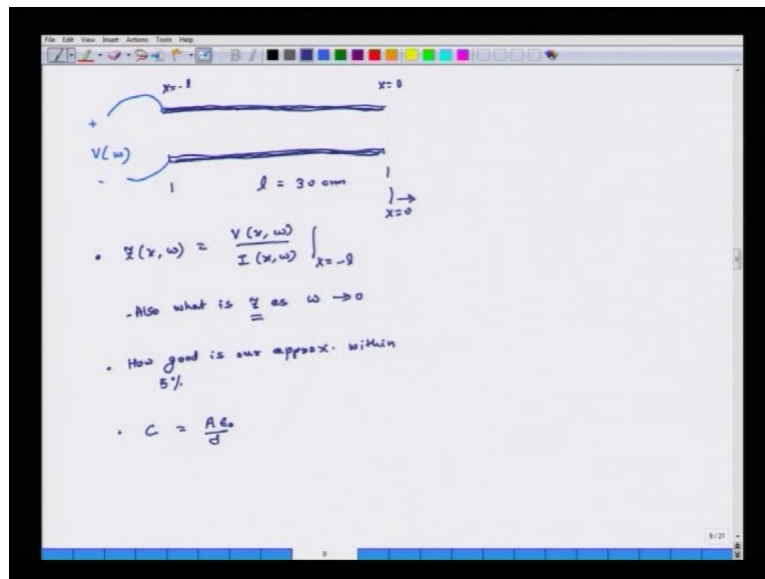 File Edit View Insert Actions Tools Help
x=-l x=0
+
V(ω)
-
l = 30 cm
x=0
• Z(x,ω) = V(x,ω) / I(x,ω) |x=-l
- Also what is Z as ω → 0
• How good is our approx. within
5%
• C = Aε₀ / d
9/21
9